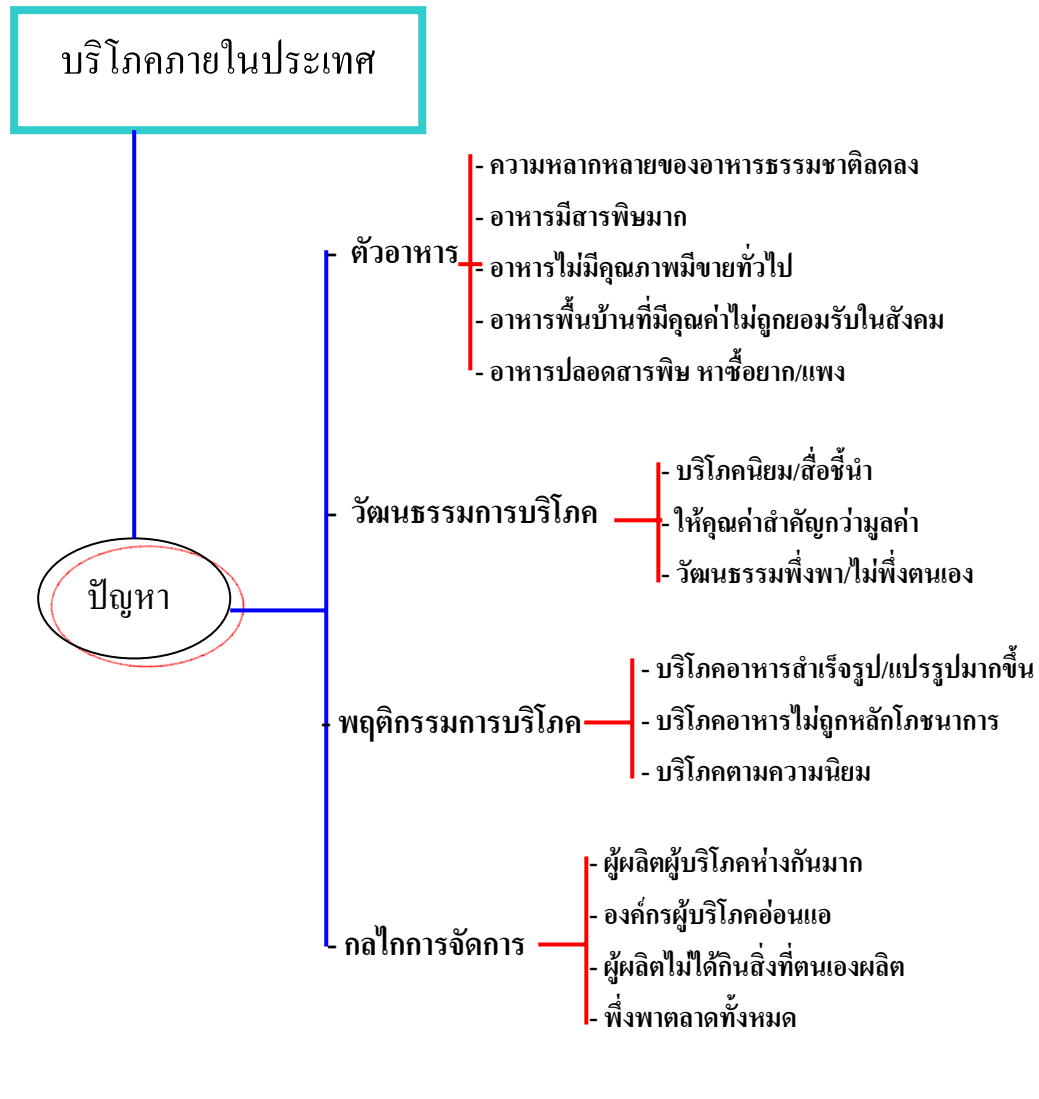 บริโภคภายในประเทศ
ปัญหา
- ตัวอาหาร
- ความหลากหลายของอาหารธรรมชาติลดลง
- อาหารมีสารพิษมาก
- อาหารไม่มีคุณภาพมีขายทั่วไป
- อาหารพื้นบ้านที่มีคุณค่าไม่ถูกยอมรับในสังคม
- อาหารปลอดสารพิษ หาซื้อยาก/แพง
- วัฒนธรรมการบริโภค
- บริโภคนิยม/สื่อชี้นำ
- ให้คุณค่าสำคัญกว่ามูลค่า
- วัฒนธรรมพึ่งพา/ไม่พึ่งตนเอง
- พฤติกรรมการบริโภค
- บริโภคอาหารสำเร็จรูป/แปรรูปมากขึ้น
- บริโภคอาหารไม่ถูกหลักโภชนาการ
- บริโภคตามความนิยม
- กลไกการจัดการ
- ผู้ผลิตผู้บริโภคห่างกันมาก
- องค์กรผู้บริโภคอ่อนแอ
- ผู้ผลิตไม่ได้กินสิ่งที่ตนเองผลิต
- พึ่งพาตลาดทั้งหมด